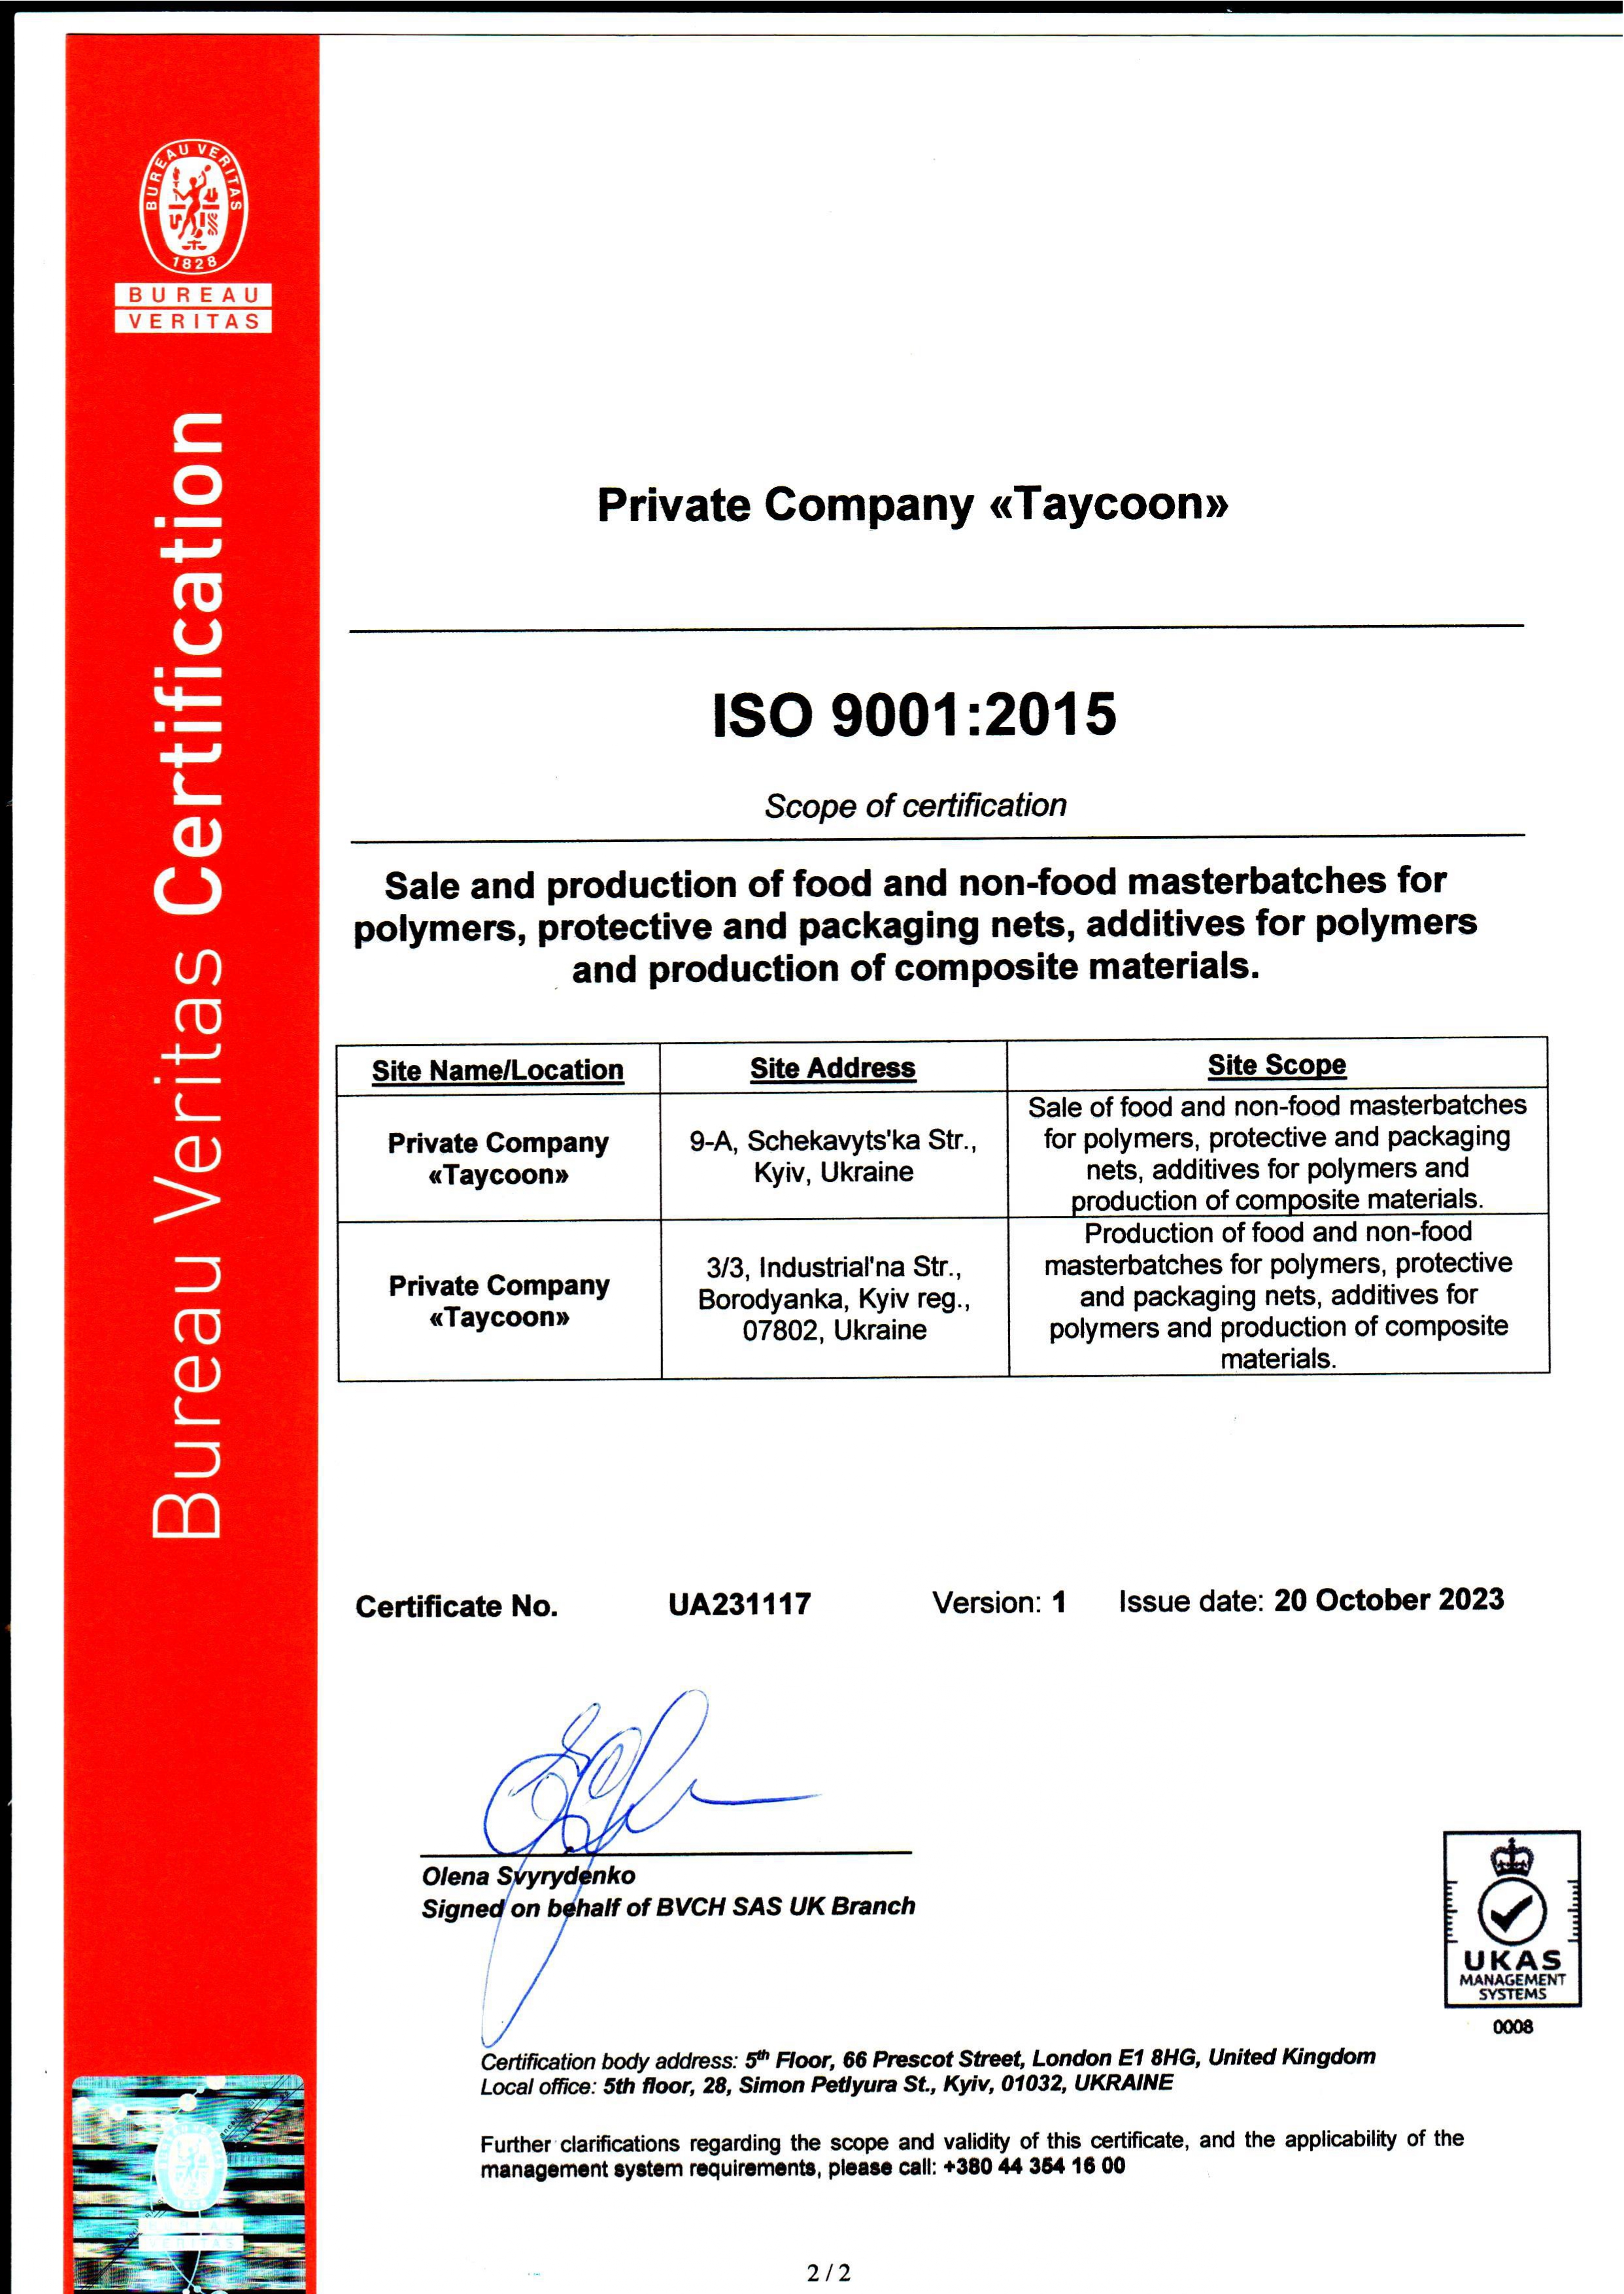 BUREAU VERITAS
1828
BUREAU
VERITAS
Bureau Veritas Certification
Private Company «Taycoon»
ISO 9001:2015
Scope of certification
Sale and production of food and non-food masterbatches for
polymers, protective and packaging nets, additives for polymers
and production of composite materials.
Site Name/Location
Site Address
Site Scope
Private Company
«Taycoon»
9-A, Schekavyts'ka Str.,
Kyiv, Ukraine
Sale of food and non-food masterbatches
for polymers, protective and packaging
nets, additives for polymers and
production of composite materials.
Private Company
«Taycoon»
3/3, Industrial'na Str.,
Borodyanka, Kyiv reg.,
07802, Ukraine
Production of food and non-food
masterbatches for polymers, protective
and packaging nets, additives for
polymers and production of composite
materials.
Certificate No. UA231117 Version: 1 Issue date: 20 October 2023
Olena Svyrydenko
Signed on behalf of BVCH SAS UK Branch
UKAS
MANAGEMENT
SYSTEMS
0008
Certification body address: 5th Floor, 66 Prescot Street, London E1 8HG, United Kingdom
Local office: 5th floor, 28, Simon Petlyura St., Kyiv, 01032, UKRAINE
Further clarifications regarding the scope and validity of this certificate, and the applicability of the
management system requirements, please call: +380 44 354 16 00
VERITAS
2 / 2